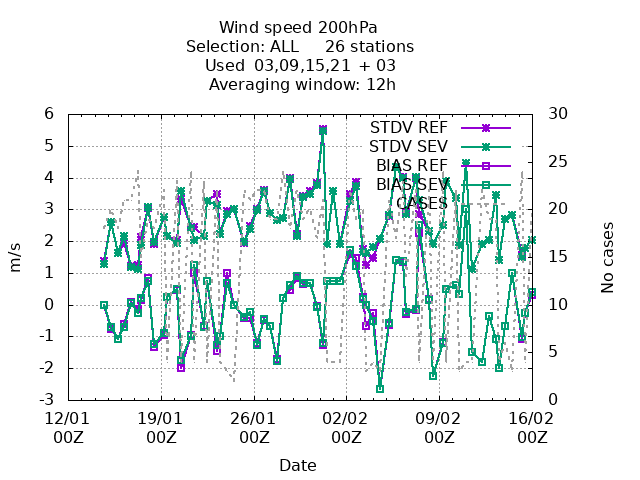 Wind speed 200hPa
Selection: ALL 26 stations
Used 03,09,15,21 + 03
Averaging window: 12h
6 30
STDV REF
5 25
STDV SEV
BIAS REF
4
BIAS SEV
20
CASES
3
2 15
1
0 10
-1
5
-2
-3 0
m/s
No cases
12/01 19/01 26/01 02/02 09/02 16/02
00Z 00Z 00Z 00Z 00Z 00Z
Date